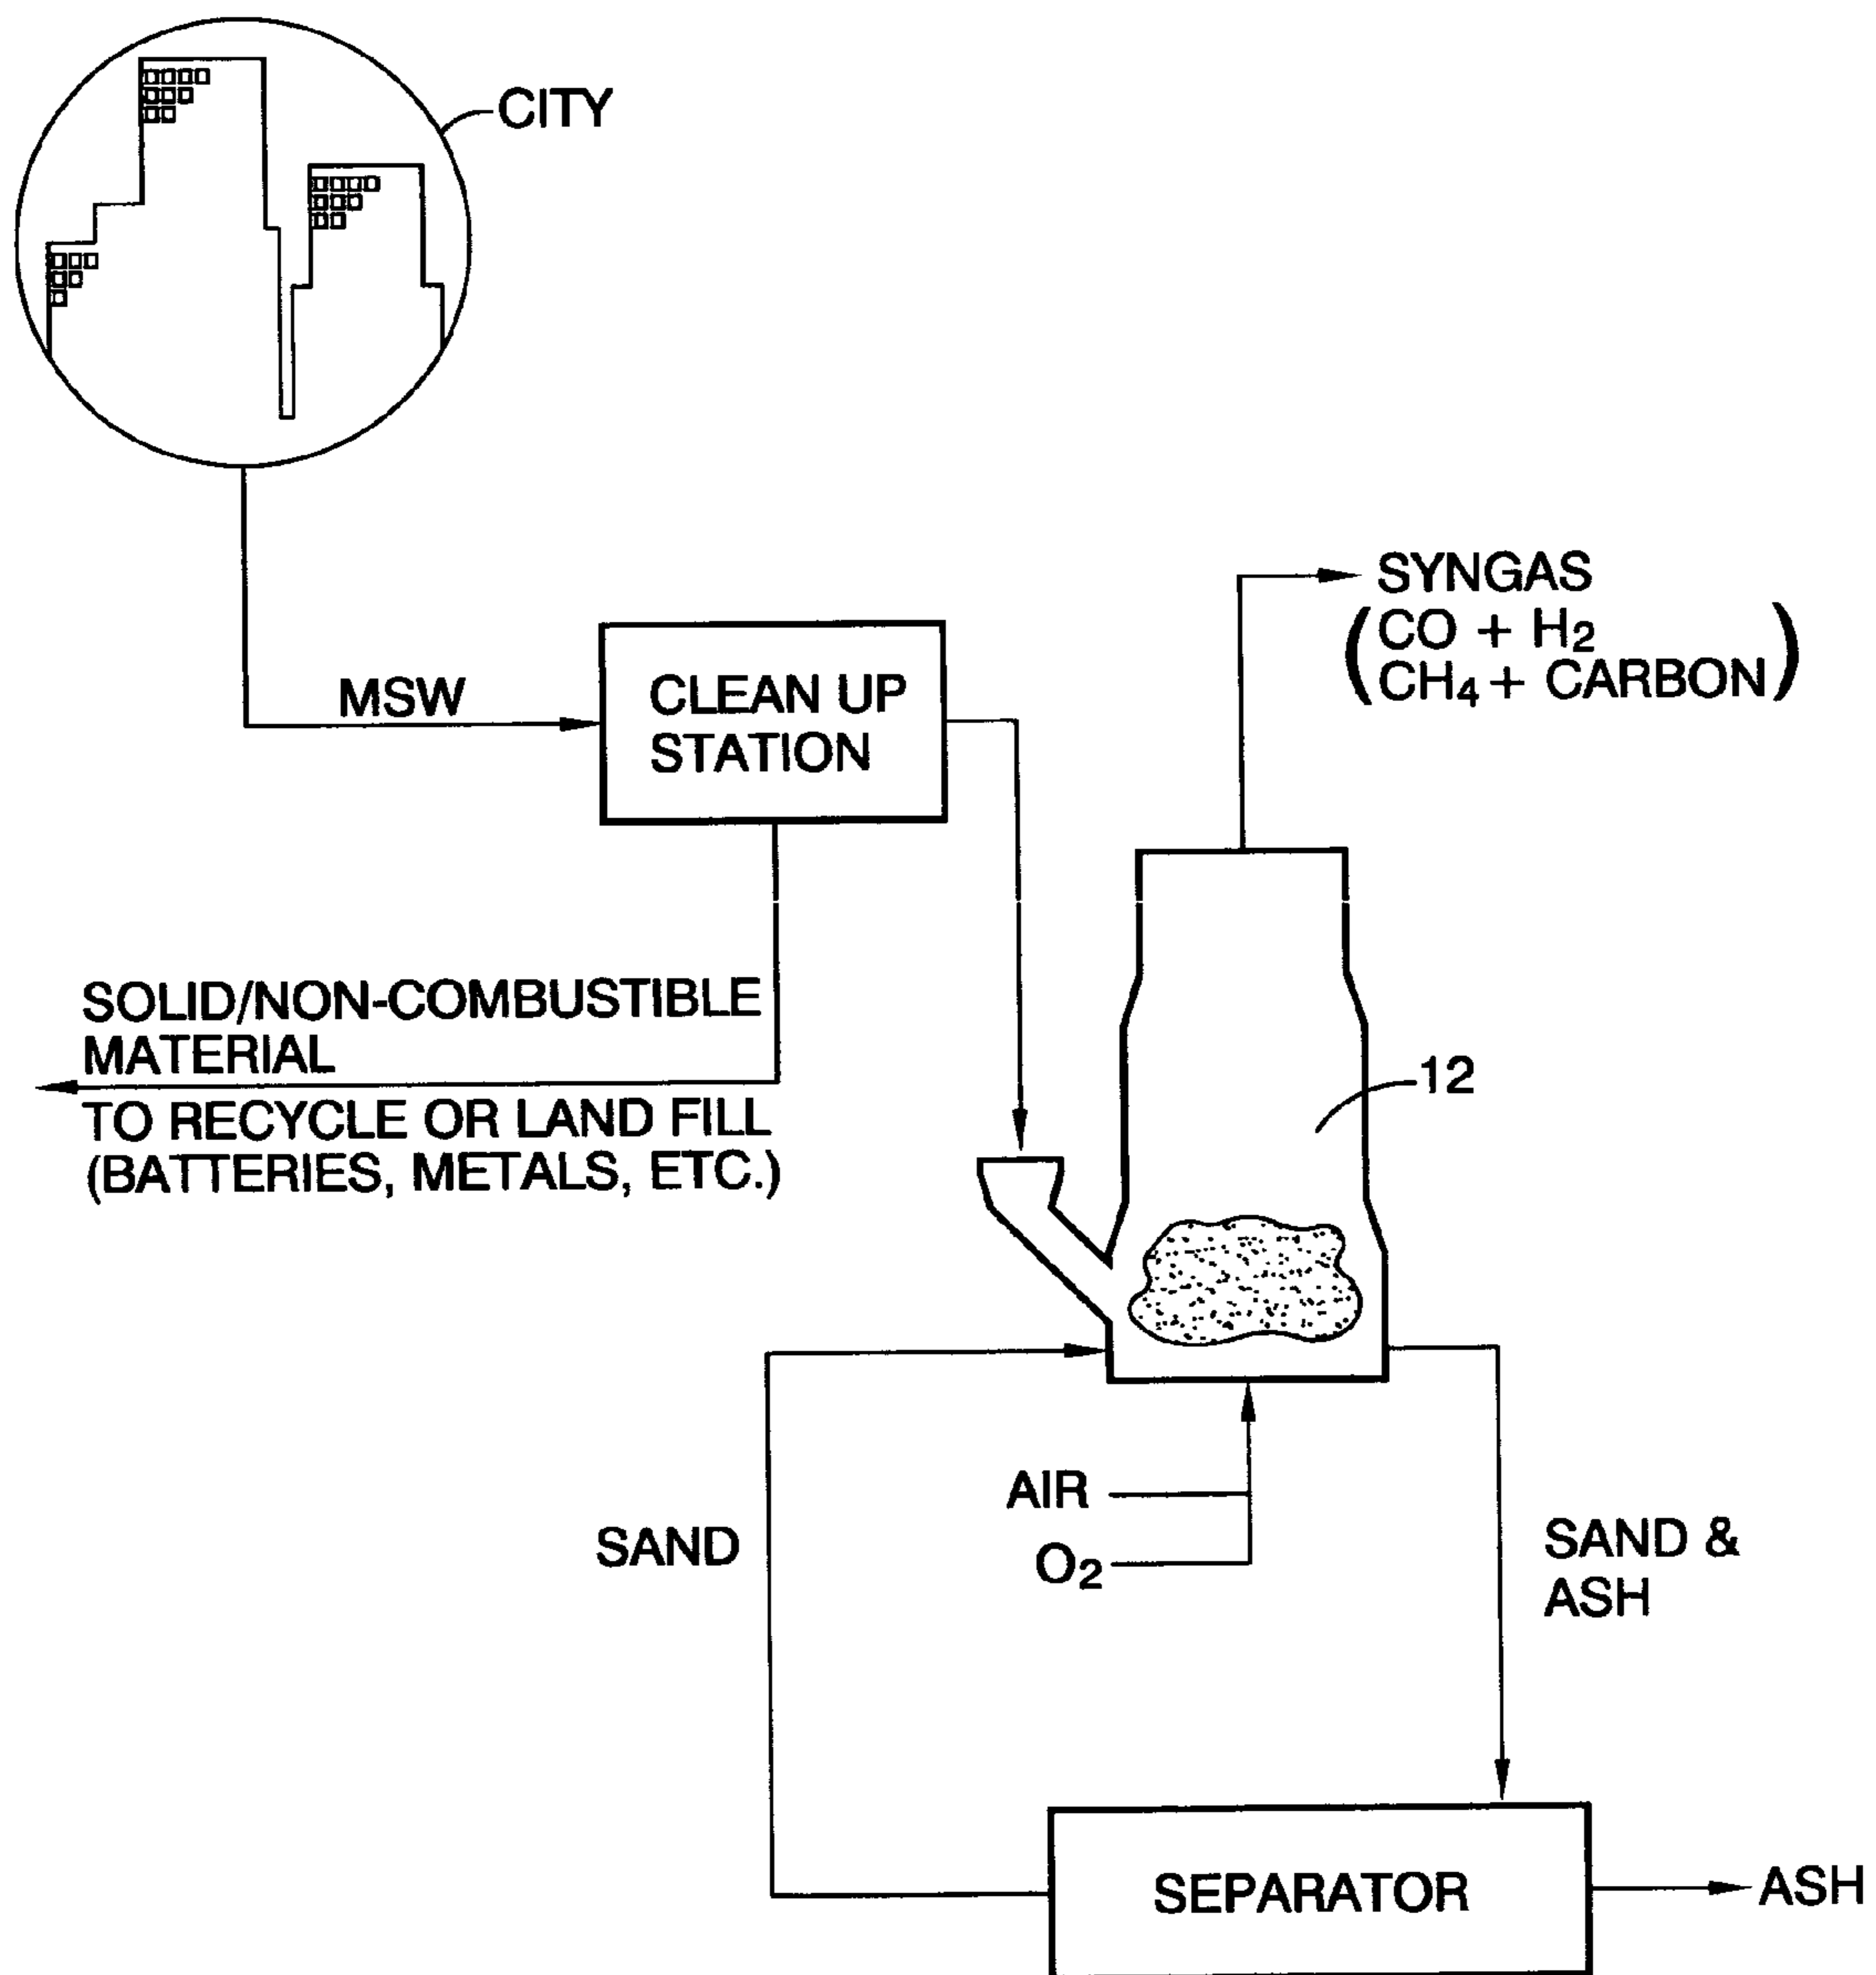 CITY
SYNGAS
(CO + H2
CH4 + CARBON)
MSW
CLEAN UP
STATION
SOLID/NON-COMBUSTIBLE
MATERIAL
TO RECYCLE OR LAND FILL
(BATTERIES, METALS, ETC.)
12
AIR
O2
SAND
SAND &
ASH
SEPARATOR
ASH